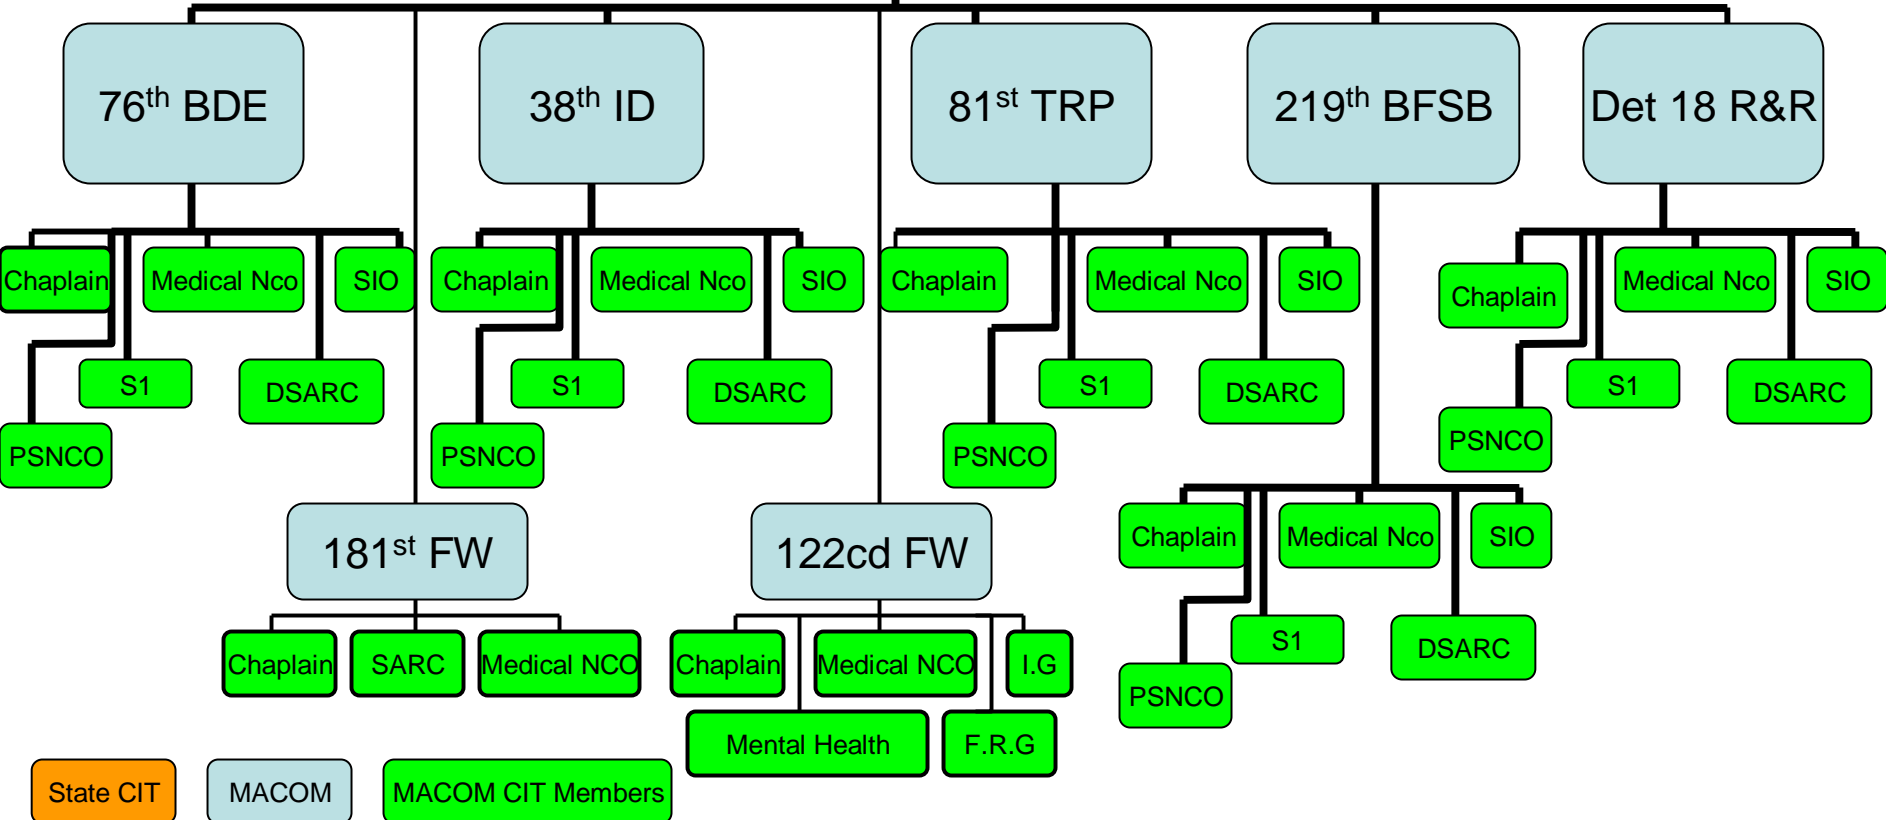 76th BDE
38th ID
81st TRP
219th BFSB
Det 18 R&R
Chaplain
Medical Nco
SIO
S1
DSARC
PSNCO
Chaplain
Medical Nco
SIO
S1
DSARC
PSNCO
Chaplain
Medical Nco
SIO
S1
DSARC
PSNCO
Chaplain
Medical Nco
SIO
S1
DSARC
PSNCO
181st FW
122cd FW
Chaplain
Medical Nco
SIO
S1
DSARC
PSNCO
Chaplain
SARC
Medical NCO
Chaplain
Medical NCO
I.G
Mental Health
F.R.G
State CIT
MACOM
MACOM CIT Members